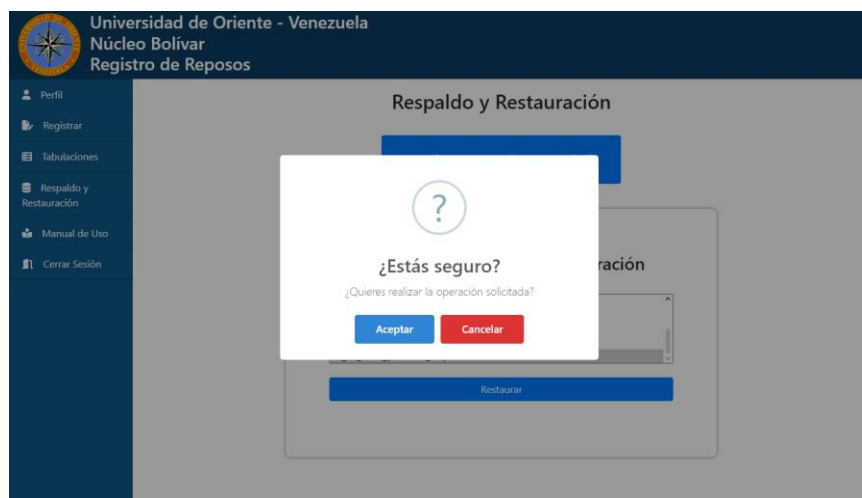 Universidad de Oriente - Venezuela
Núcleo Bolívar
Registro de Reposos
Perfil
Registrar
Tabulaciones
Respaldo y
Restauración
Manual de Uso
Cerrar Sesión
Respaldo y Restauración
ración
¿Estás seguro?
¿Quieres realizar la operación solicitada?
Aceptar
Cancelar
Restaurar